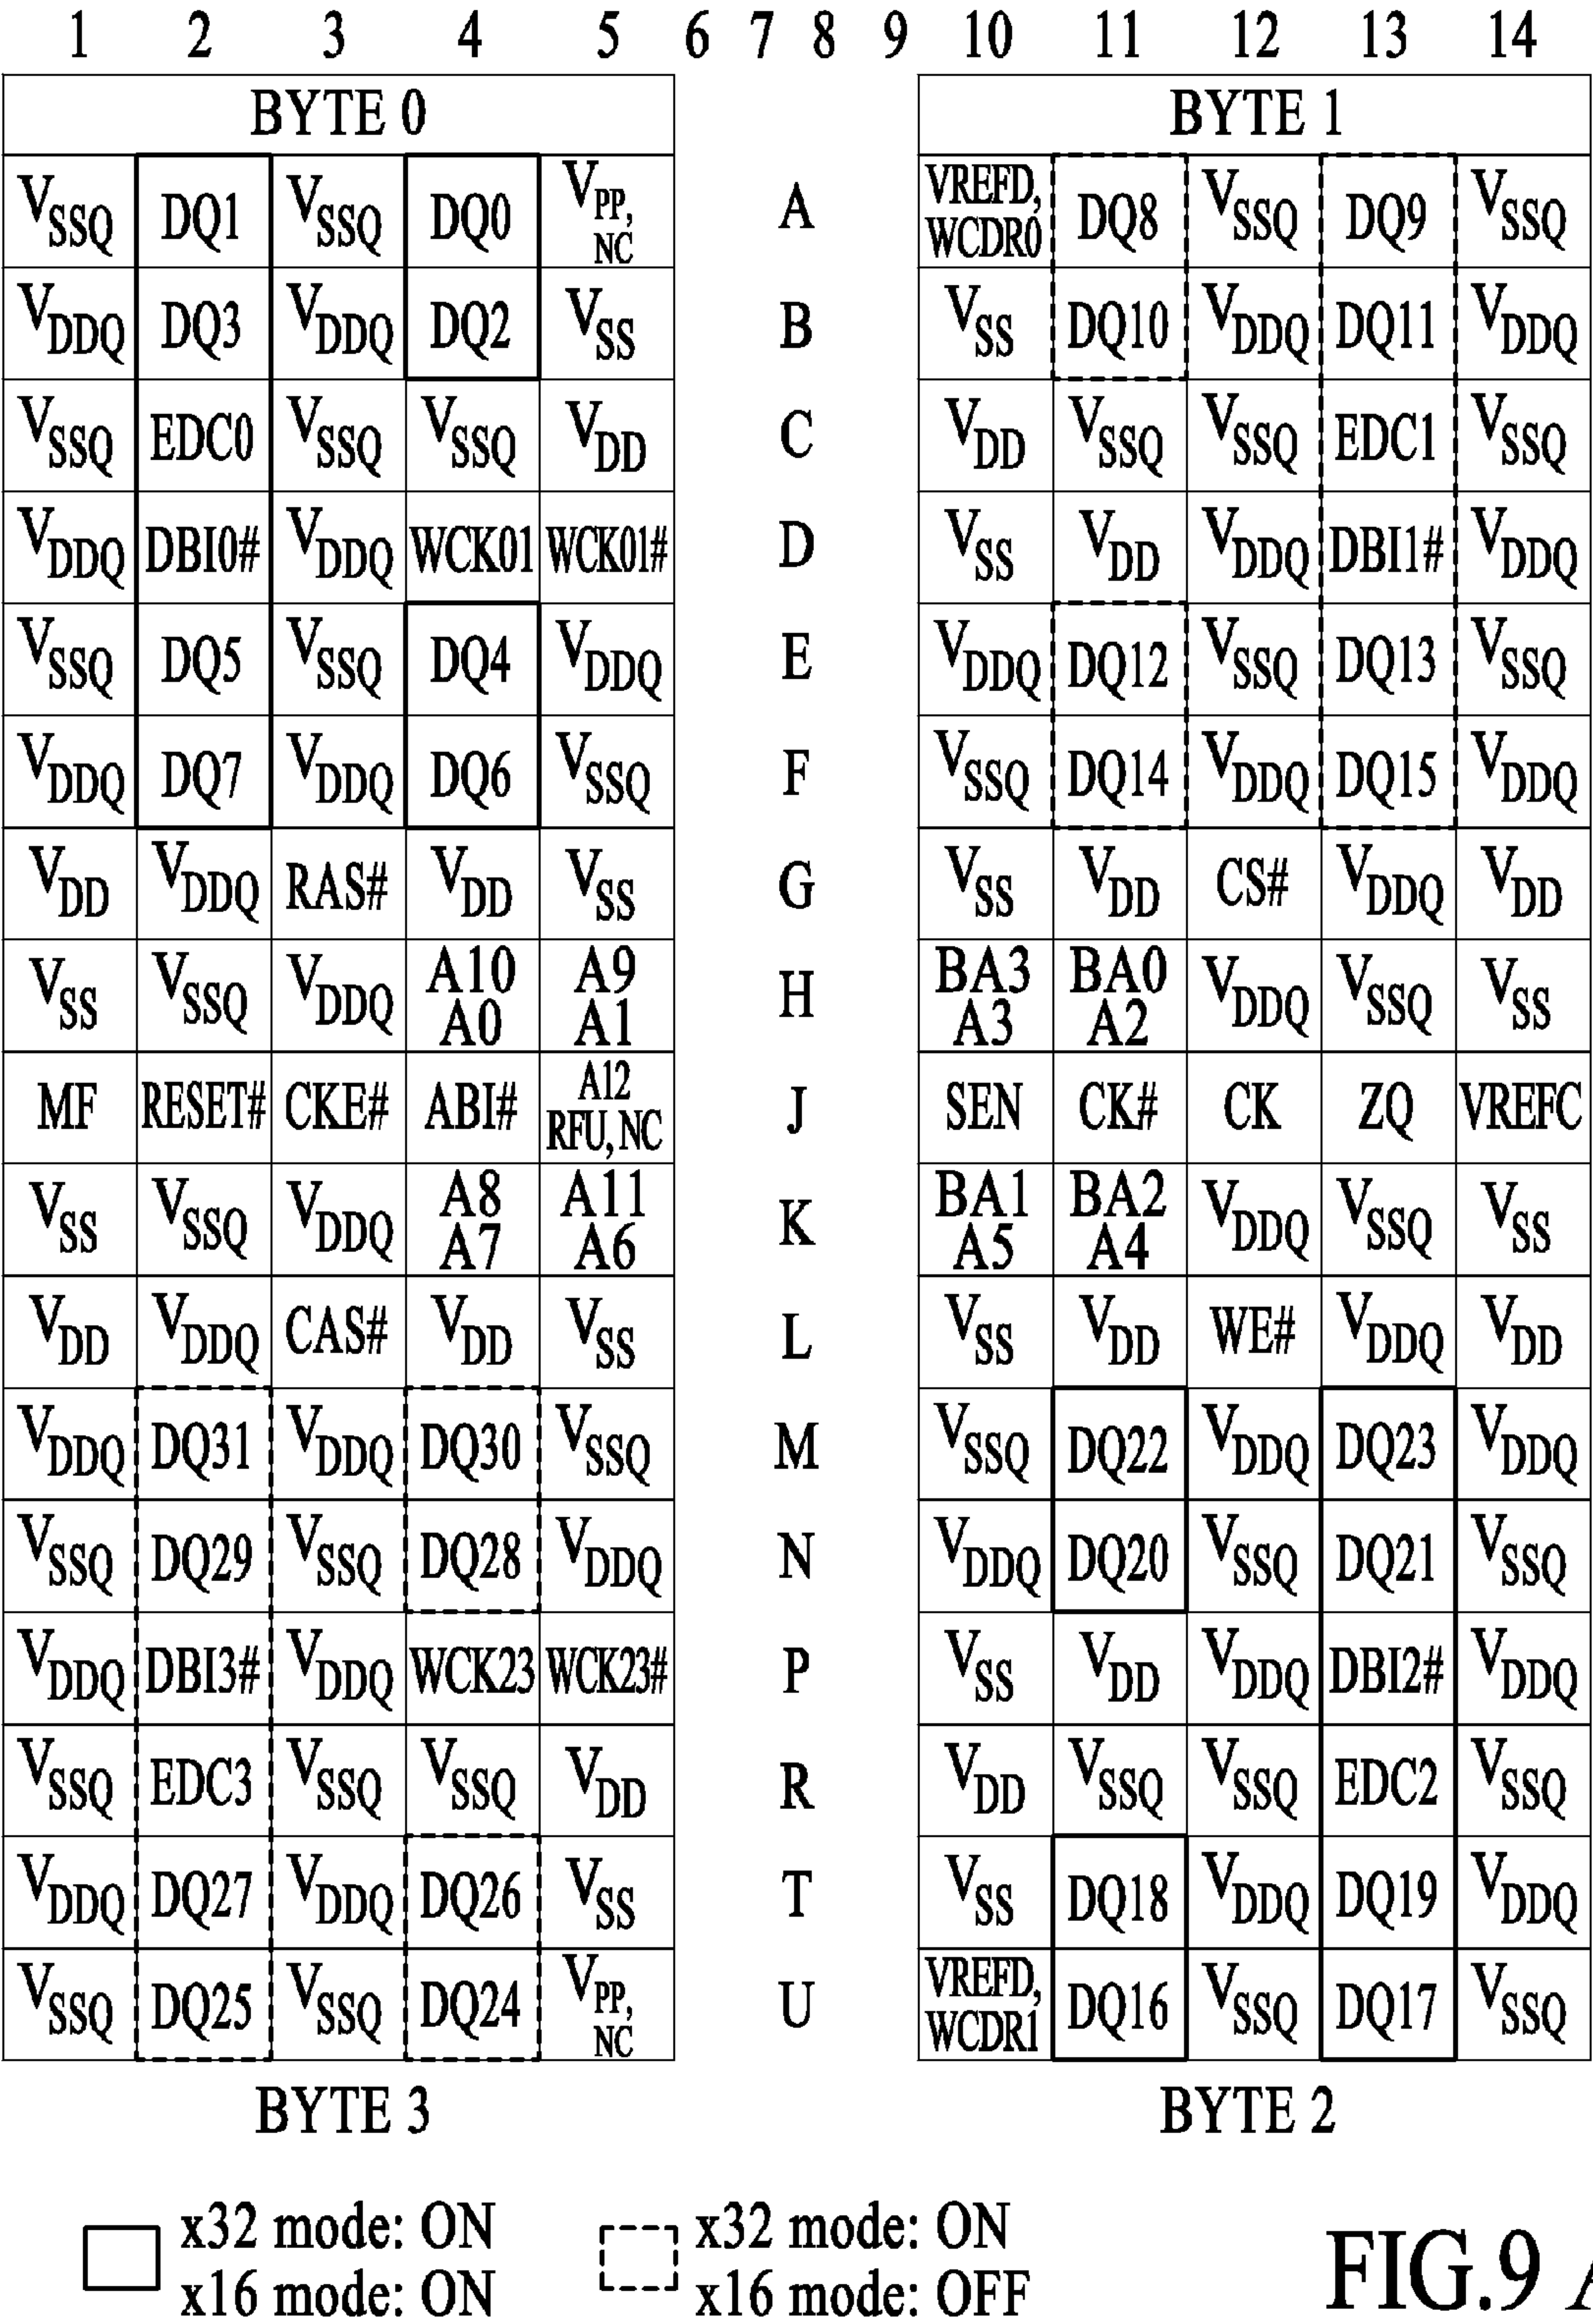 1 2 3 4 5 6 7 8 9 10 11 12 13 14
BYTE 0 BYTE 1
VSSQ DQ1 VSSQ DQ0 VPP, NC A VREFD, WCDR0 DQ8 VSSQ DQ9 VSSQ
VDDQ DQ3 VDDQ DQ2 VSS B VSS DQ10 VDDQ DQ11 VDDQ
VSSQ EDC0 VSSQ VSSQ VDD C VDD VSSQ VSSQ EDC1 VSSQ
VDDQ DBI0# VDDQ WCK01 WCK01# D VSS VDD VDDQ DBI1# VDDQ
VSSQ DQ5 VSSQ DQ4 VDDQ E VDDQ DQ12 VSSQ DQ13 VSSQ
VDDQ DQ7 VDDQ DQ6 VSSQ F VSSQ DQ14 VDDQ DQ15 VDDQ
VDD VDDQ RAS# VDD VSS G VSS VDD CS# VDDQ VDD
VSS VSSQ VDDQ A10 A0 A9 A1 H BA3 A3 BA0 A2 VDDQ VSSQ VSS
MF RESET# CKE# ABI# A12 RFU, NC J SEN CK# CK ZQ VREFC
VSS VSSQ VDDQ A8 A7 A11 A6 K BA1 A5 BA2 A4 VDDQ VSSQ VSS
VDD VDDQ CAS# VDD VSS L VSS VDD WE# VDDQ VDD
VDDQ DQ31 VDDQ DQ30 VSSQ M VSSQ DQ22 VDDQ DQ23 VDDQ
VSSQ DQ29 VSSQ DQ28 VDDQ N VDDQ DQ20 VSSQ DQ21 VSSQ
VDDQ DBI3# VDDQ WCK23 WCK23# P VSS VDD VDDQ DBI2# VDDQ
VSSQ EDC3 VSSQ VSSQ VDD R VDD VSSQ VSSQ EDC2 VSSQ
VDDQ DQ27 VDDQ DQ26 VSS T VSS DQ18 VDDQ DQ19 VDDQ
VSSQ DQ25 VSSQ DQ24 VPP, NC U VREFD, WCDR1 DQ16 VSSQ DQ17 VSSQ
BYTE 3 BYTE 2
x32 mode: ON x32 mode: ON
x16 mode: ON x16 mode: OFF
FIG.9 A